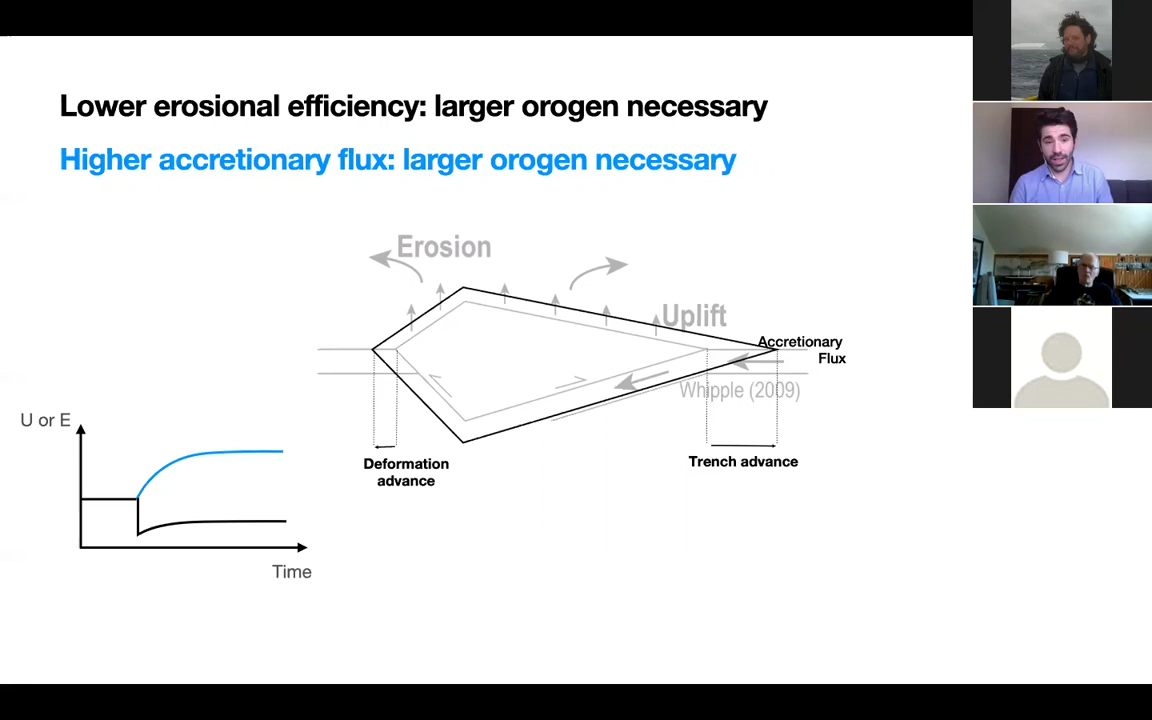 Lower erosional efficiency: larger orogen necessary
Higher accretionary flux: larger orogen necessary
Erosion
Uplift
Accretionary
Flux
Whipple (2009)
U or E
Deformation
advance
Trench advance
Time